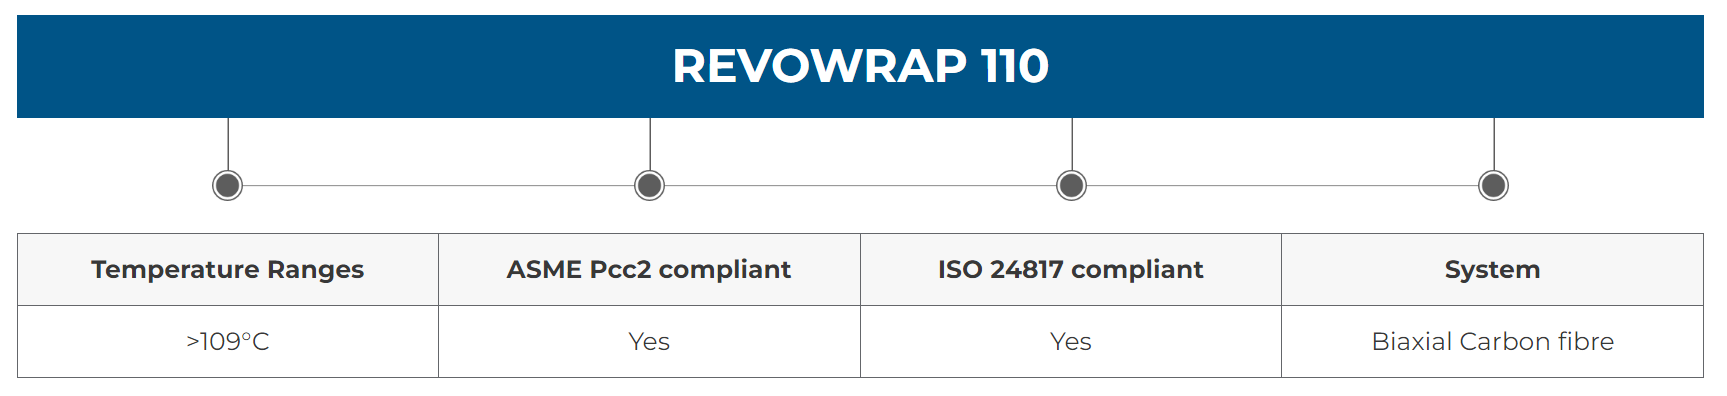 REVOWRAP 110
Temperature Ranges ASME Pcc2 compliant ISO 24817 compliant System
>109°C Yes Yes Biaxial Carbon fibre